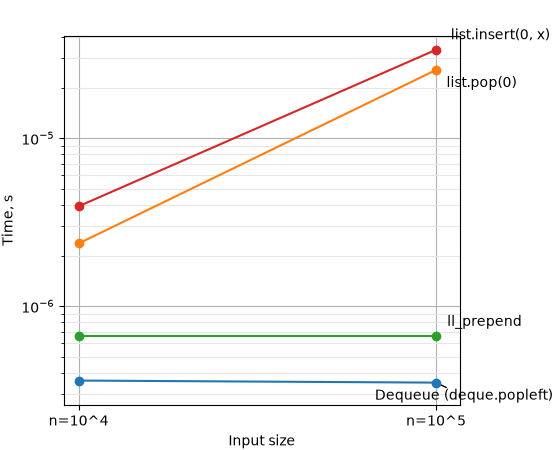 list.insert(0, x)
list.pop(0)
10^-5
Time, s
10^-6
ll_prepend
Dequeue (deque.popleft)
n=10^4
n=10^5
Input size